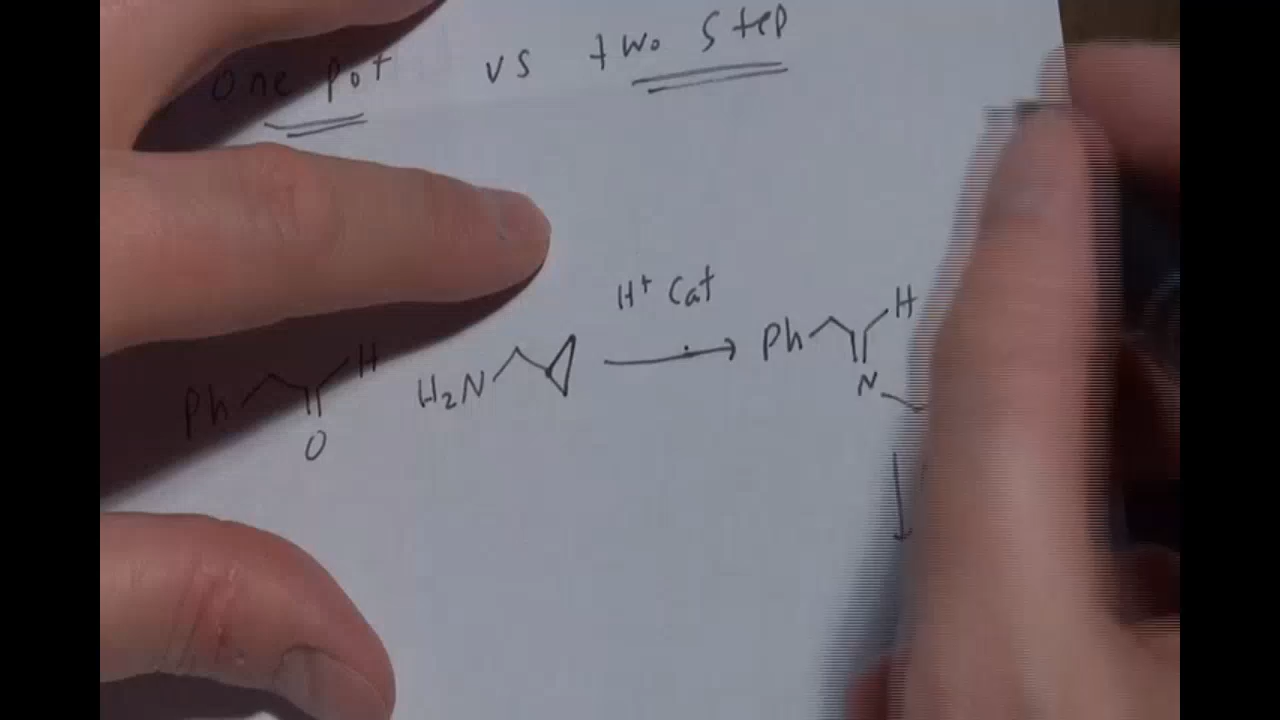 one pot vs two step
H+ Cat
Ph H O
H₂N
Ph H N